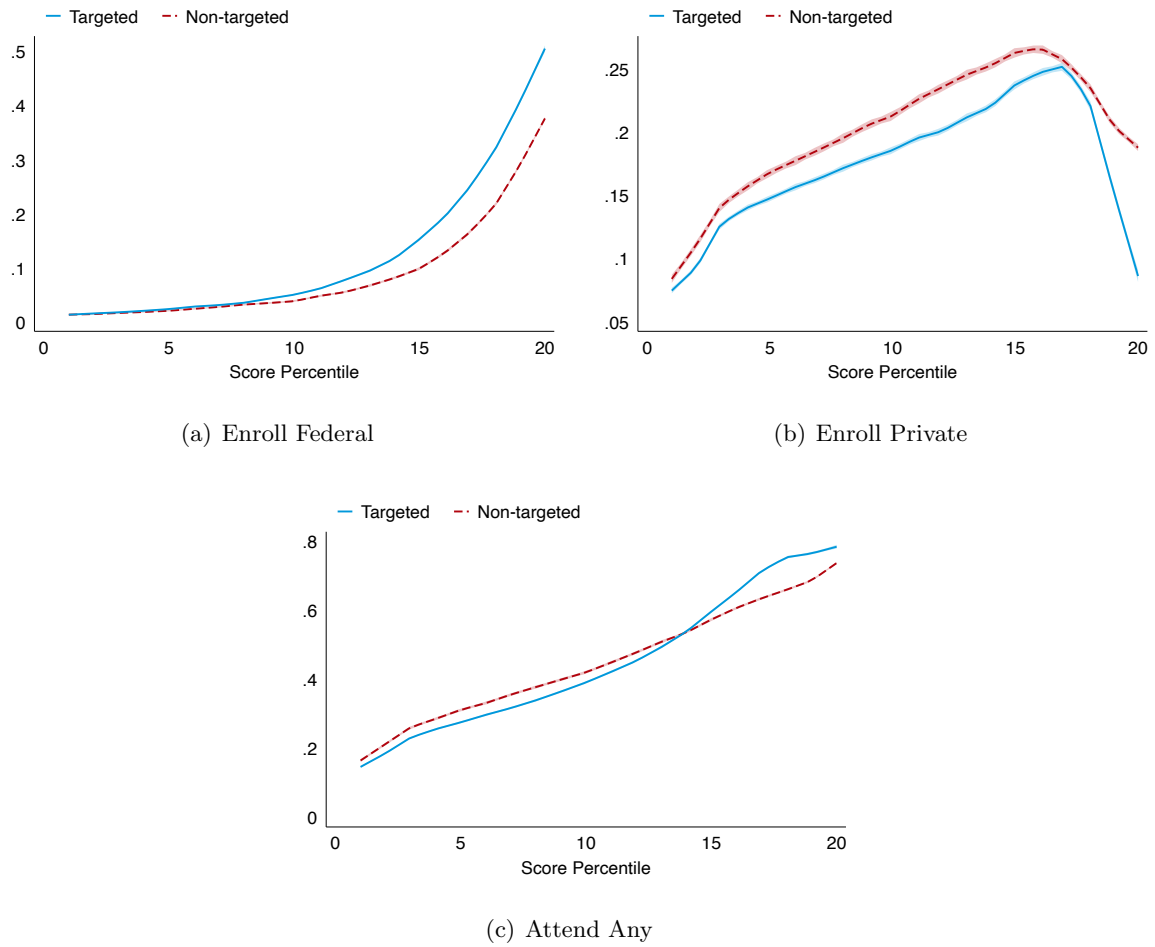 Targeted Non-targeted
.5
.4
.3
.2
.1
0
0 5 10 15 20
Score Percentile
(a) Enroll Federal
Targeted Non-targeted
.25
.2
.15
.1
.05
0 5 10 15 20
Score Percentile
(b) Enroll Private
Targeted Non-targeted
.8
.6
.4
.2
0
0 5 10 15 20
Score Percentile
(c) Attend Any